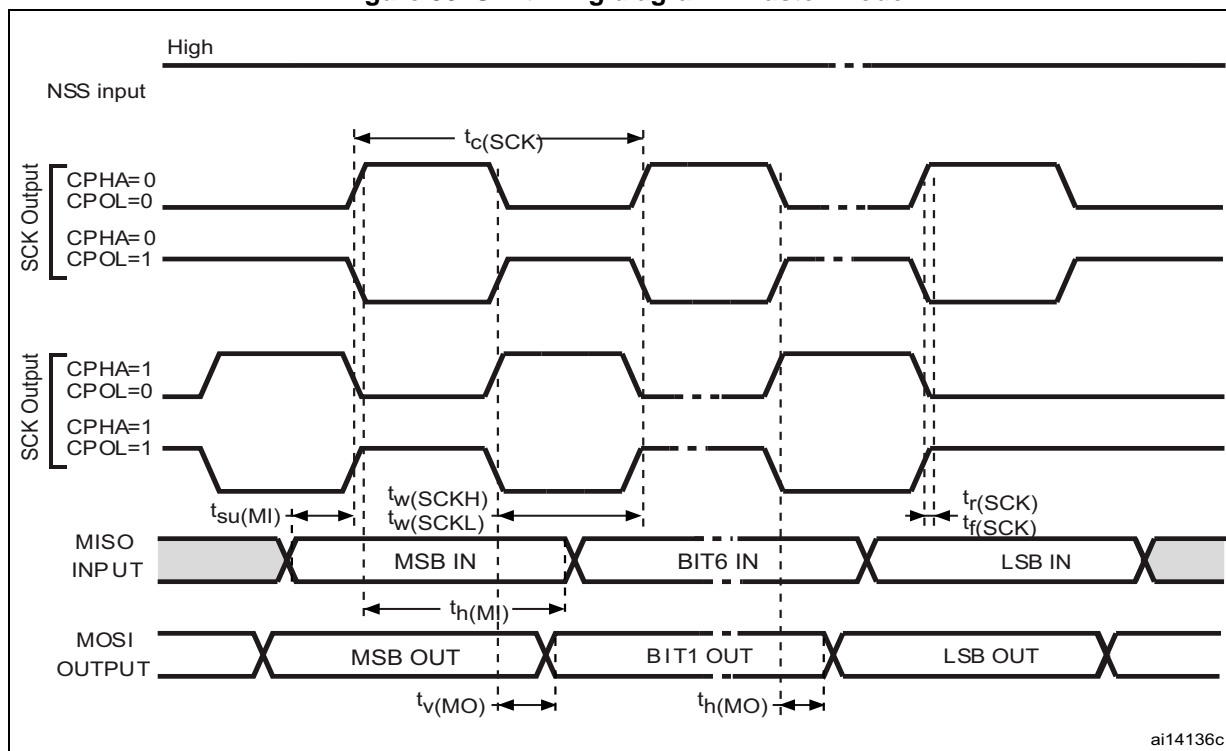 High
NSS input
tc(SCK)
SCK Output
CPHA=0
CPOL=0
CPHA=0
CPOL=1
SCK Output
CPHA=1
CPOL=0
CPHA=1
CPOL=1
tsu(MI)
tw(SCKH)
tw(SCKL)
tr(SCK)
tf(SCK)
MISO
INPUT
MSB IN
BIT6 IN
LSB IN
th(MI)
MOSI
OUTPUT
MSB OUT
BIT1 OUT
LSB OUT
tv(MO)
th(MO)
ai14136c